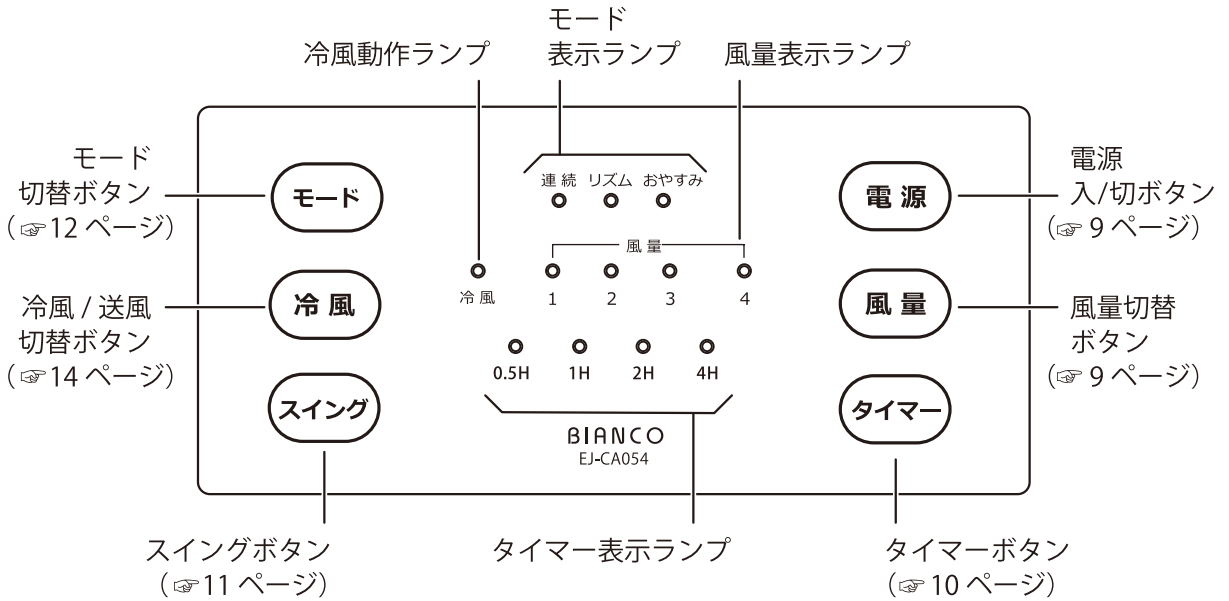 モード
冷風動作ランプ
表示ランプ
風量表示ランプ
モード
切替ボタン
（☞12 ページ）
冷風 / 送風
切替ボタン
（☞14 ページ）
モード
冷 風
スイング
連 続 リズム おやすみ
風 量
冷 風 1 2 3 4
0.5H 1H 2H 4H
BIANCO
EJ-CA054
電 源
風 量
タイマー
電源
入/切ボタン
（☞ 9 ページ）
風量切替
ボタン
（☞ 9 ページ）
スイングボタン
（☞11 ページ）
タイマー表示ランプ
タイマーボタン
（☞ 10 ページ）